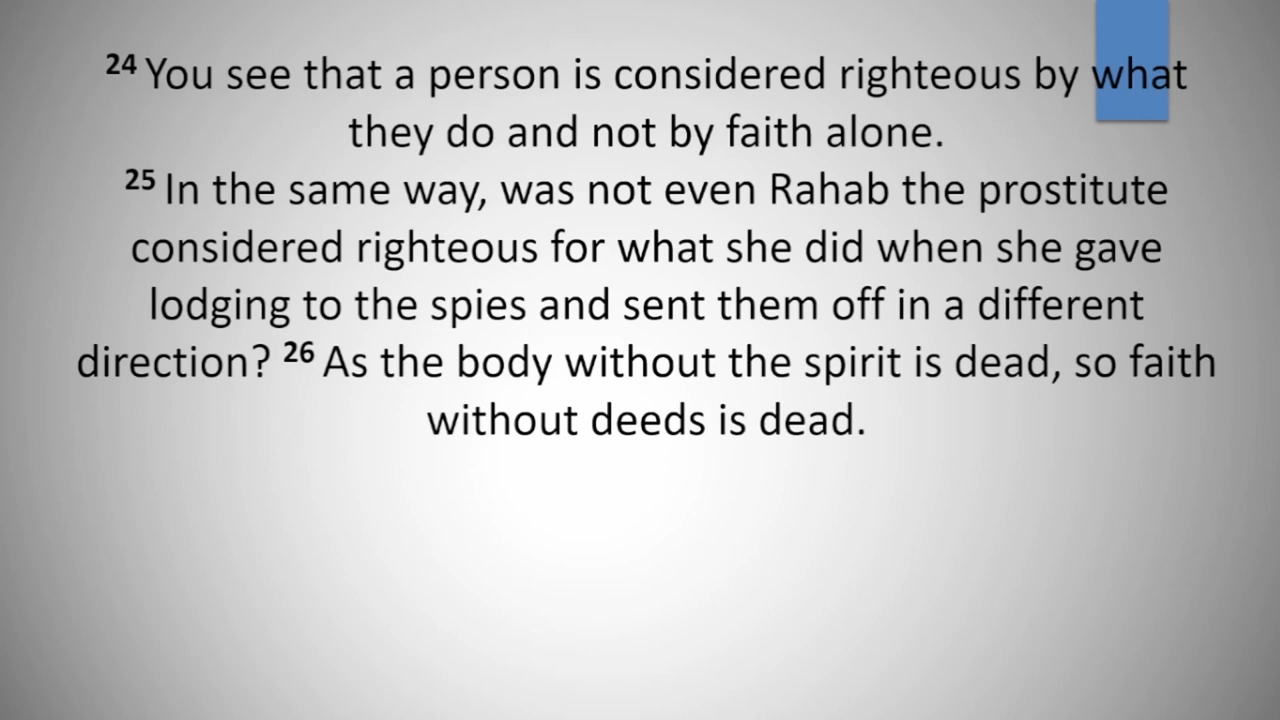 24 You see that a person is considered righteous by what
they do and not by faith alone.
25 In the same way, was not even Rahab the prostitute
considered righteous for what she did when she gave
lodging to the spies and sent them off in a different
direction? 26 As the body without the spirit is dead, so faith
without deeds is dead.